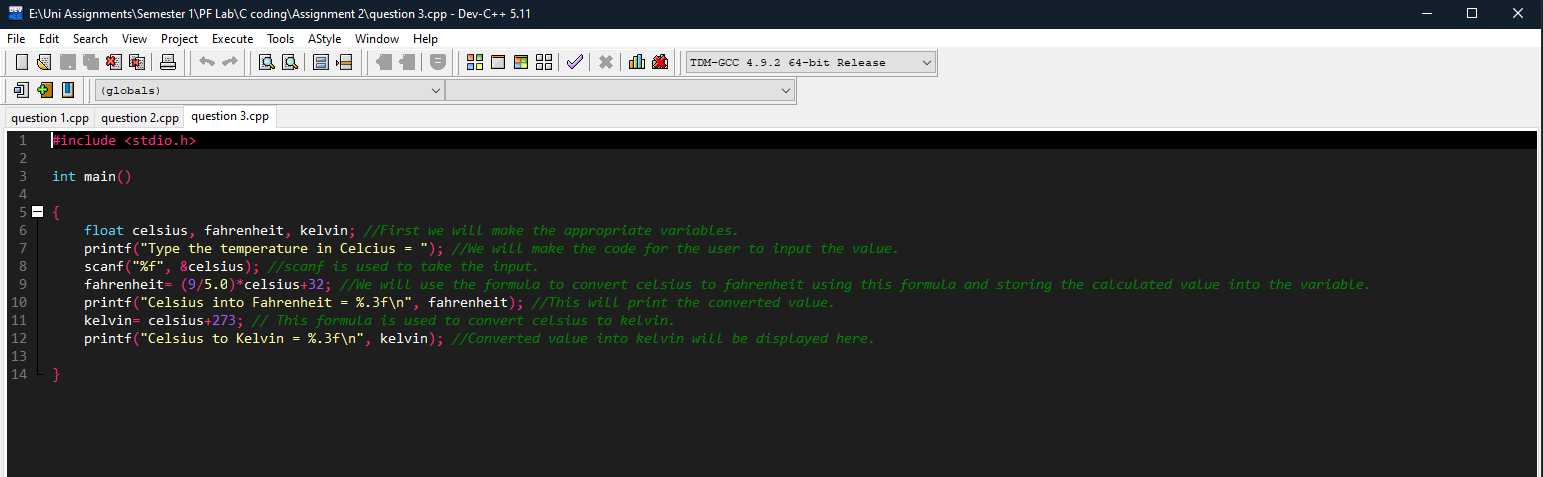 E:\Uni Assignments\Semester 1\PF Lab\C coding\Assignment 2\question 3.cpp - Dev-C++ 5.11
File Edit Search View Project Execute Tools AStyle Window Help
TDM-GCC 4.9.2 64-bit Release
(globals)
question 1.cpp question 2.cpp question 3.cpp
1 #include <stdio.h>
2
3 int main()
4
5 {
6 float celsius, fahrenheit, kelvin; //First we will make the appropriate variables.
7 printf("Type the temperature in Celcius = "); //We will make the code for the user to input the value.
8 scanf("%f", &celsius); //scanf is used to take the input.
9 fahrenheit= (9/5.0)*celsius+32; //We will use the formula to convert celsius to fahrenheit using this formula and storing the calculated value into the variable.
10 printf("Celsius into Fahrenheit = %.3f\n", fahrenheit); //This will print the converted value.
11 kelvin= celsius+273; // This formula is used to convert celsius to kelvin.
12 printf("Celsius to Kelvin = %.3f\n", kelvin); //Converted value into kelvin will be displayed here.
13
14 }